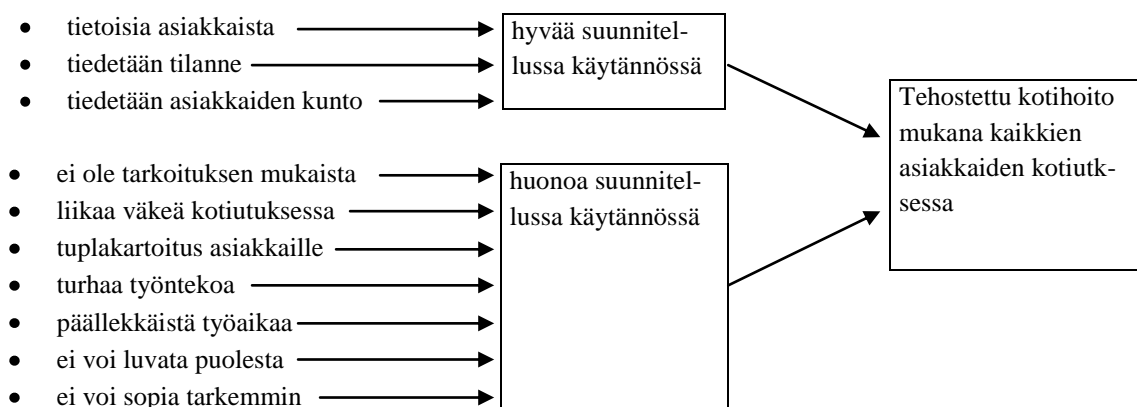 • tietoisia asiakkaista
• tiedetään tilanne
• tiedetään asiakkaiden kunto
hyvää suunnitel-
lussa käytännössä
• ei ole tarkoituksen mukaista
• liikaa väkeä kotiutuksessa
• tuplakartoitus asiakkaille
• turhaa työntekoa
• päällekkäistä työaikaa
• ei voi luvata puolesta
• ei voi sopia tarkemmin
huonoa suunnitel-
lussa käytännössä
Tehostettu kotihoito
mukana kaikkien
asiakkaiden kotiutk-
sessa